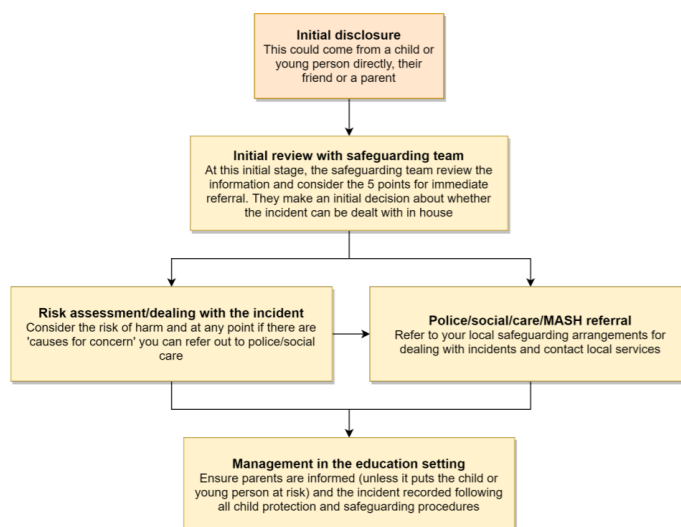 Initial disclosure
This could come from a child or
young person directly, their
friend or a parent
Initial review with safeguarding team
At this initial stage, the safeguarding team review the
information and consider the 5 points for immediate
referral. They make an initial decision about whether
the incident can be dealt with in house
Risk assessment/dealing with the incident
Consider the risk of harm and at any point if there are
'causes for concern' you can refer out to police/social
care
Police/social/care/MASH referral
Refer to your local safeguarding arrangements for
dealing with incidents and contact local services
Management in the education setting
Ensure parents are informed (unless it puts the child or
young person at risk) and the incident recorded following
all child protection and safeguarding procedures